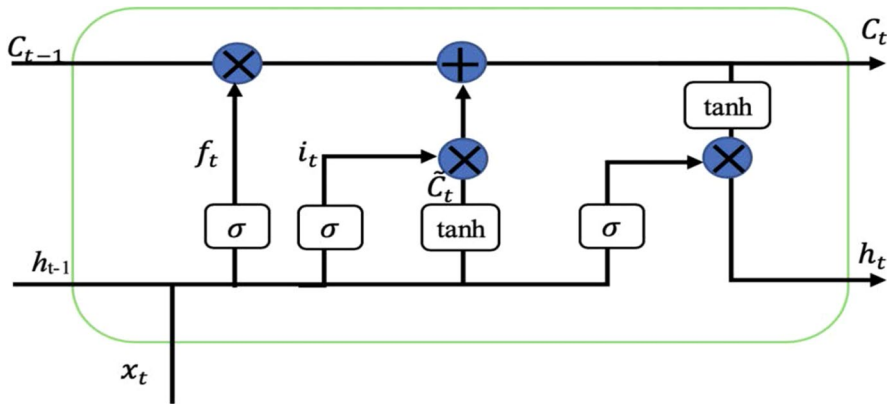 C_t
C_{t-1}
×
+
tanh
f_t
i_t
×
×
C̃_t
σ
σ
tanh
σ
h_{t-1}
h_t
x_t